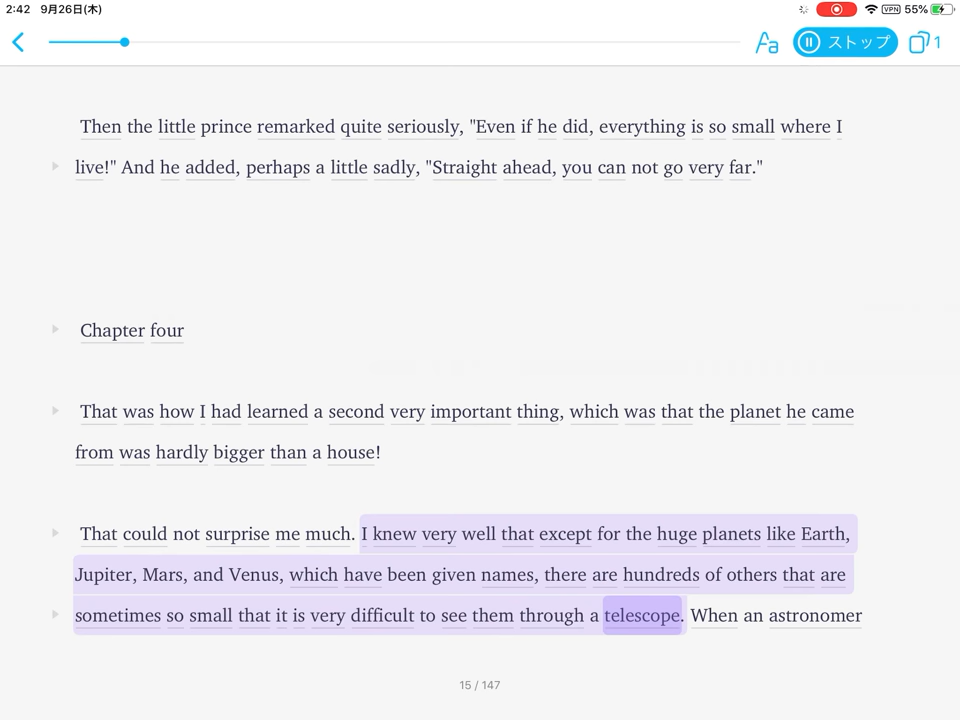 2:42 9月26日(木)
VPN 55%
ぁあ ストップ 1
Then the little prince remarked quite seriously, "Even if he did, everything is so small where I
live!" And he added, perhaps a little sadly, "Straight ahead, you can not go very far."
Chapter four
That was how I had learned a second very important thing, which was that the planet he came
from was hardly bigger than a house!
That could not surprise me much. I knew very well that except for the huge planets like Earth,
Jupiter, Mars, and Venus, which have been given names, there are hundreds of others that are
sometimes so small that it is very difficult to see them through a telescope. When an astronomer
15 / 147